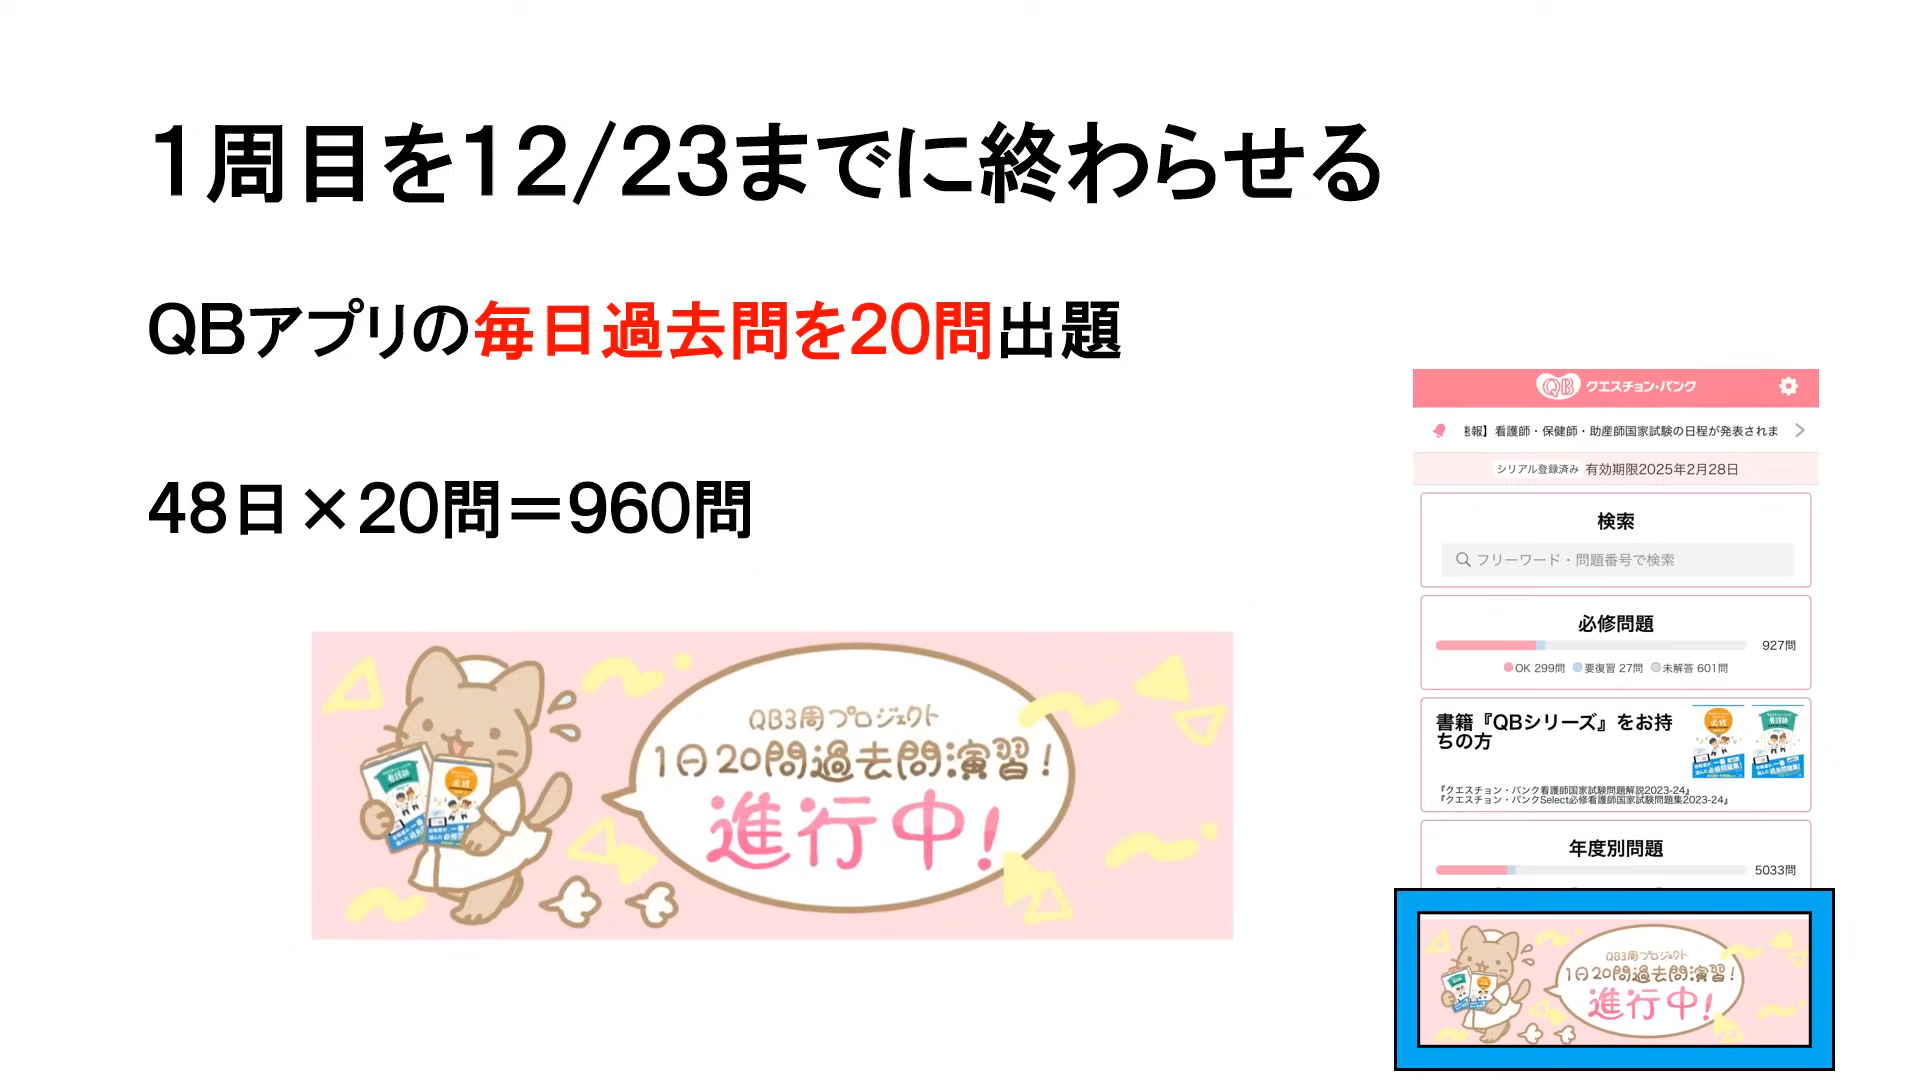 1周目を12/23までに終わらせる
QBアプリの毎日過去問を20問出題
48日×20問＝960問
QB3周プロジェクト
1日20問過去問演習！
進行中！
看護師
必修
QB クエスチョン・バンク
速報】看護師・保健師・助産師国家試験の日程が発表されま
シリアル登録済み 有効期限2025年2月28日
検索
フリーワード・問題番号で検索
必修問題
927問
OK 299問 要復習 27問 未解答 601問
書籍『QBシリーズ』をお持
ちの方
必修
看護師
『クエスチョン・バンク看護師国家試験問題解説2023-24』
『クエスチョン・バンクSelect必修看護師国家試験問題集2023-24』
年度別問題
5033問
QB3周プロジェクト
1日20問過去問演習！
進行中！